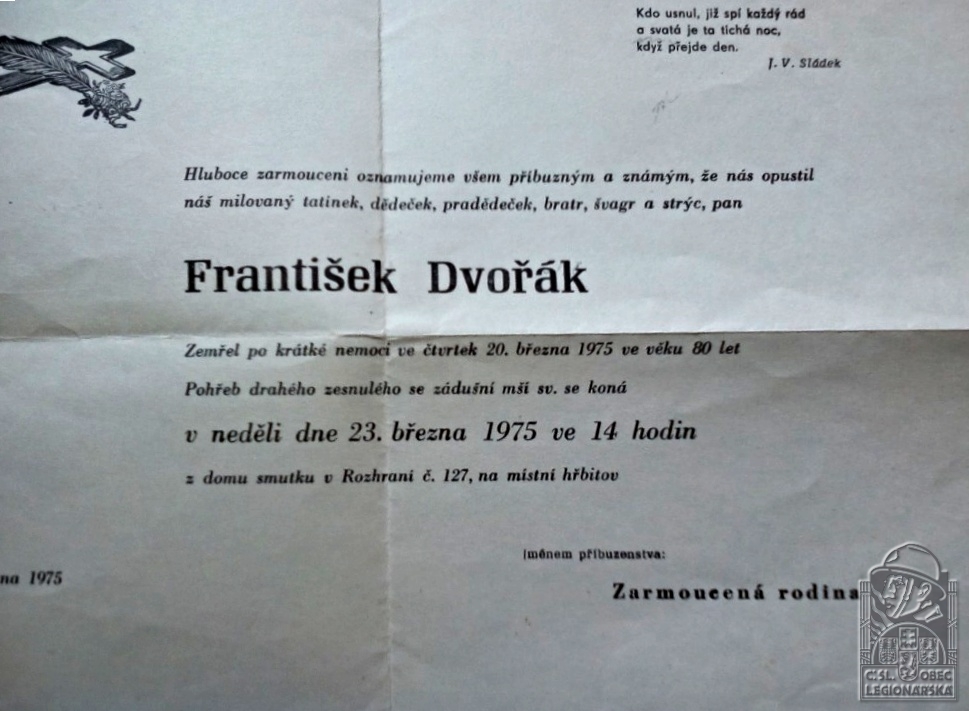 Kdo usnul, již spí každý rád
a svatá je ta tichá noc,
když přejde den.
J. V. Sládek
Hluboce zarmouceni oznamujeme všem příbuzným a známým, že nás opustil
náš milovaný tatinek, dědeček, pradědeček, bratr, švagr a strýc, pan
František Dvořák
Zemřel po krátké nemoci ve čtvrtek 20. března 1975 ve věku 80 let
Pohřeb drahého zesnulého se zádušní mší sv. se koná
v neděli dne 23. března 1975 ve 14 hodin
z domu smutku v Rozhraní č. 127, na místní hřbitov
Jménem příbuzenstva:
na 1975
Zarmoucená rodina
ČSL. OBEC
LEGIONÁŘSKÁ